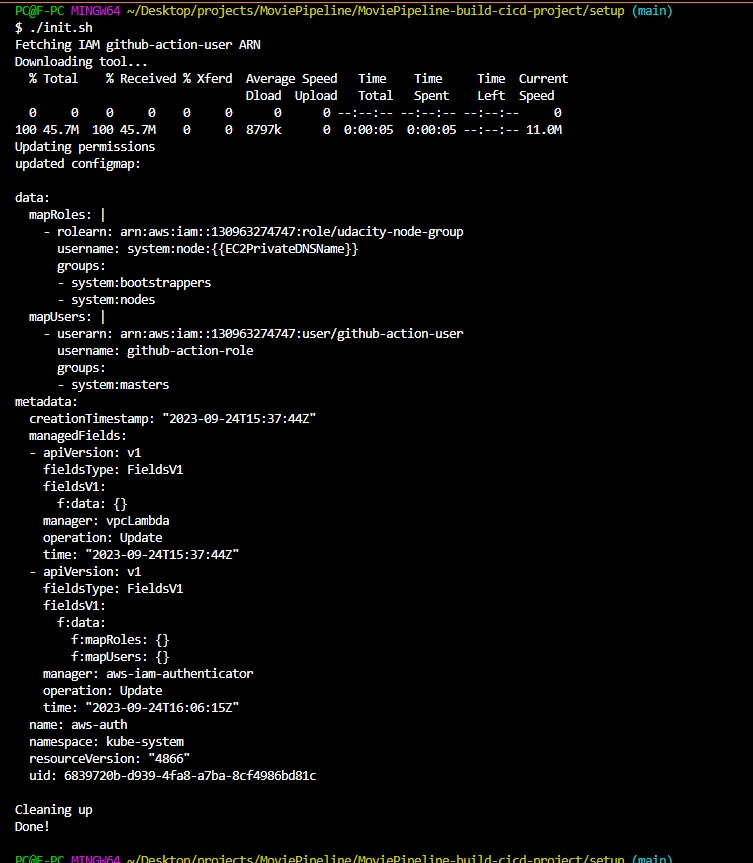 PC@F-PC MINGW64 ~/Desktop/projects/MoviePipeline/MoviePipeline-build-cicd-project/setup (main)
$ ./init.sh
Fetching IAM github-action-user ARN
Downloading tool...
  % Total    % Received % Xferd  Average Speed   Time    Time     Time  Current
                                 Dload  Upload   Total   Spent    Left  Speed
  0     0    0     0    0     0      0      0 --:--:-- --:--:-- --:--:--     0
100 45.7M  100 45.7M    0     0  8797k      0  0:00:05  0:00:05 --:--:-- 11.0M
Updating permissions
updated configmap:

data:
  mapRoles: |
    - rolearn: arn:aws:iam::130963274747:role/udacity-node-group
      username: system:node:{{EC2PrivateDNSName}}
      groups:
      - system:bootstrappers
      - system:nodes
  mapUsers: |
    - userarn: arn:aws:iam::130963274747:user/github-action-user
      username: github-action-role
      groups:
      - system:masters
metadata:
  creationTimestamp: "2023-09-24T15:37:44Z"
  managedFields:
  - apiVersion: v1
    fieldsType: FieldsV1
    fieldsV1:
      f:data: {}
    manager: vpcLambda
    operation: Update
    time: "2023-09-24T15:37:44Z"
  - apiVersion: v1
    fieldsType: FieldsV1
    fieldsV1:
      f:data:
        f:mapRoles: {}
        f:mapUsers: {}
    manager: aws-iam-authenticator
    operation: Update
    time: "2023-09-24T16:06:15Z"
  name: aws-auth
  namespace: kube-system
  resourceVersion: "4866"
  uid: 6839720b-d939-4fa8-a7ba-8cf4986bd81c

Cleaning up
Done!

PC@F-PC MINGW64 ~/Desktop/projects/MoviePipeline/MoviePipeline-build-cicd-project/setup (main)